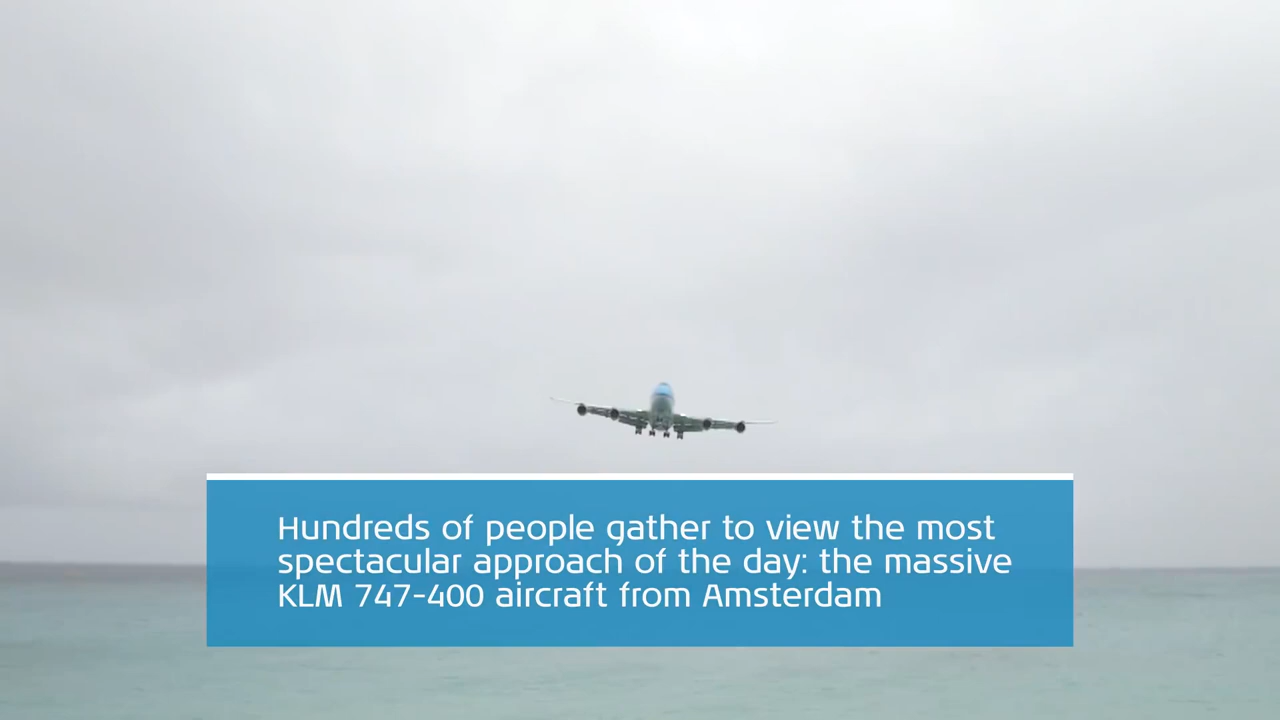 Hundreds of people gather to view the most
spectacular approach of the day: the massive
KLM 747-400 aircraft from Amsterdam